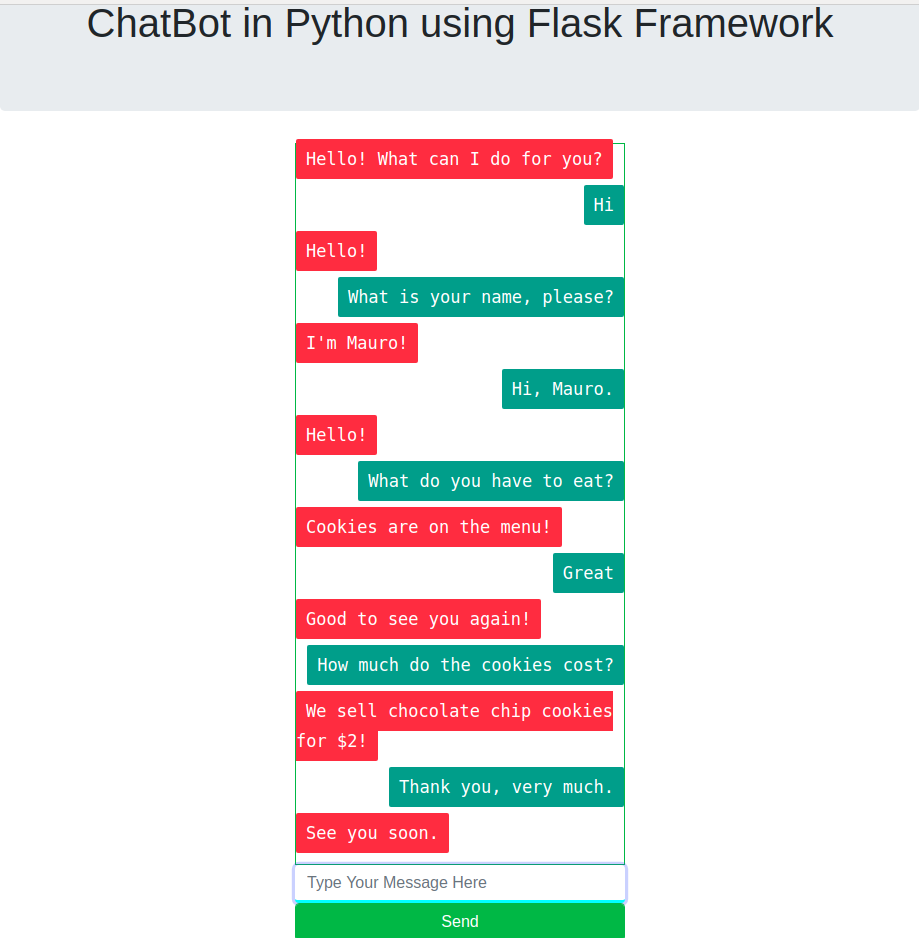 ChatBot in Python using Flask Framework
Hello! What can I do for you?
Hi
Hello!
What is your name, please?
I'm Mauro!
Hi, Mauro.
Hello!
What do you have to eat?
Cookies are on the menu!
Great
Good to see you again!
How much do the cookies cost?
We sell chocolate chip cookies
for $2!
Thank you, very much.
See you soon.
Type Your Message Here
Send